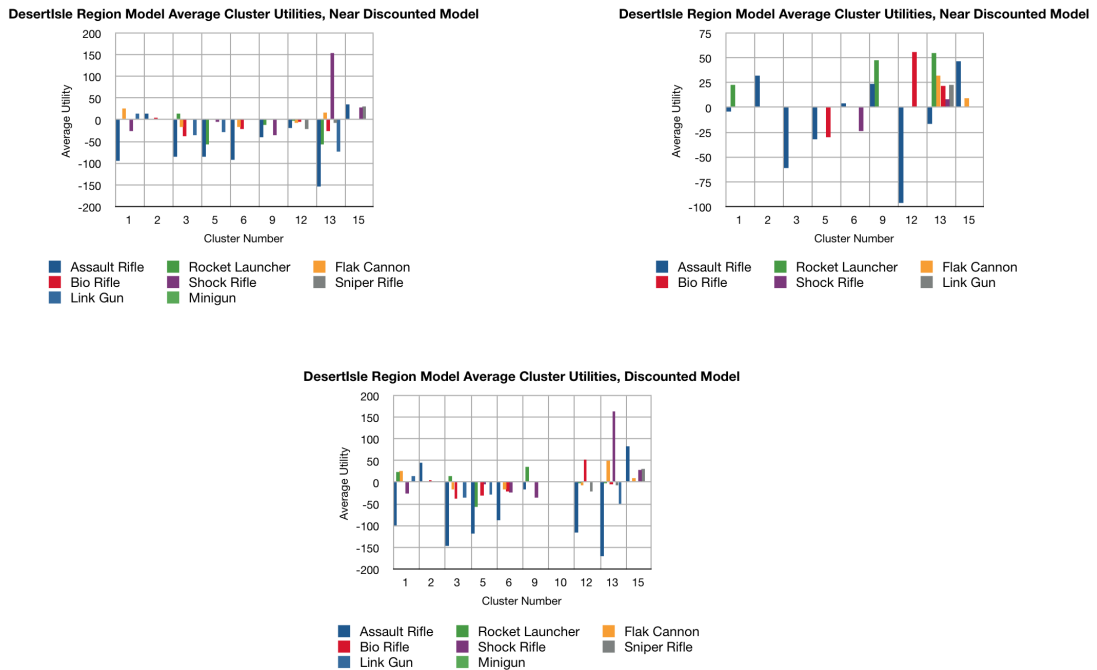 DesertIsle Region Model Average Cluster Utilities, Near Discounted Model
200
150
100
50
0
-50
-100
-150
-200
Average Utility
1 2 3 5 6 9 12 13 15
Cluster Number
Assault Rifle Rocket Launcher Flak Cannon
Bio Rifle Shock Rifle Sniper Rifle
Link Gun Minigun
DesertIsle Region Model Average Cluster Utilities, Near Discounted Model
75
50
25
0
-25
-50
-75
-100
Average Utility
1 2 3 5 6 9 12 13 15
Cluster Number
Assault Rifle Rocket Launcher Flak Cannon
Bio Rifle Shock Rifle Link Gun
DesertIsle Region Model Average Cluster Utilities, Discounted Model
200
150
100
50
0
-50
-100
-150
-200
Average Utility
1 2 3 5 6 9 10 12 13 15
Cluster Number
Assault Rifle Rocket Launcher Flak Cannon
Bio Rifle Shock Rifle Sniper Rifle
Link Gun Minigun